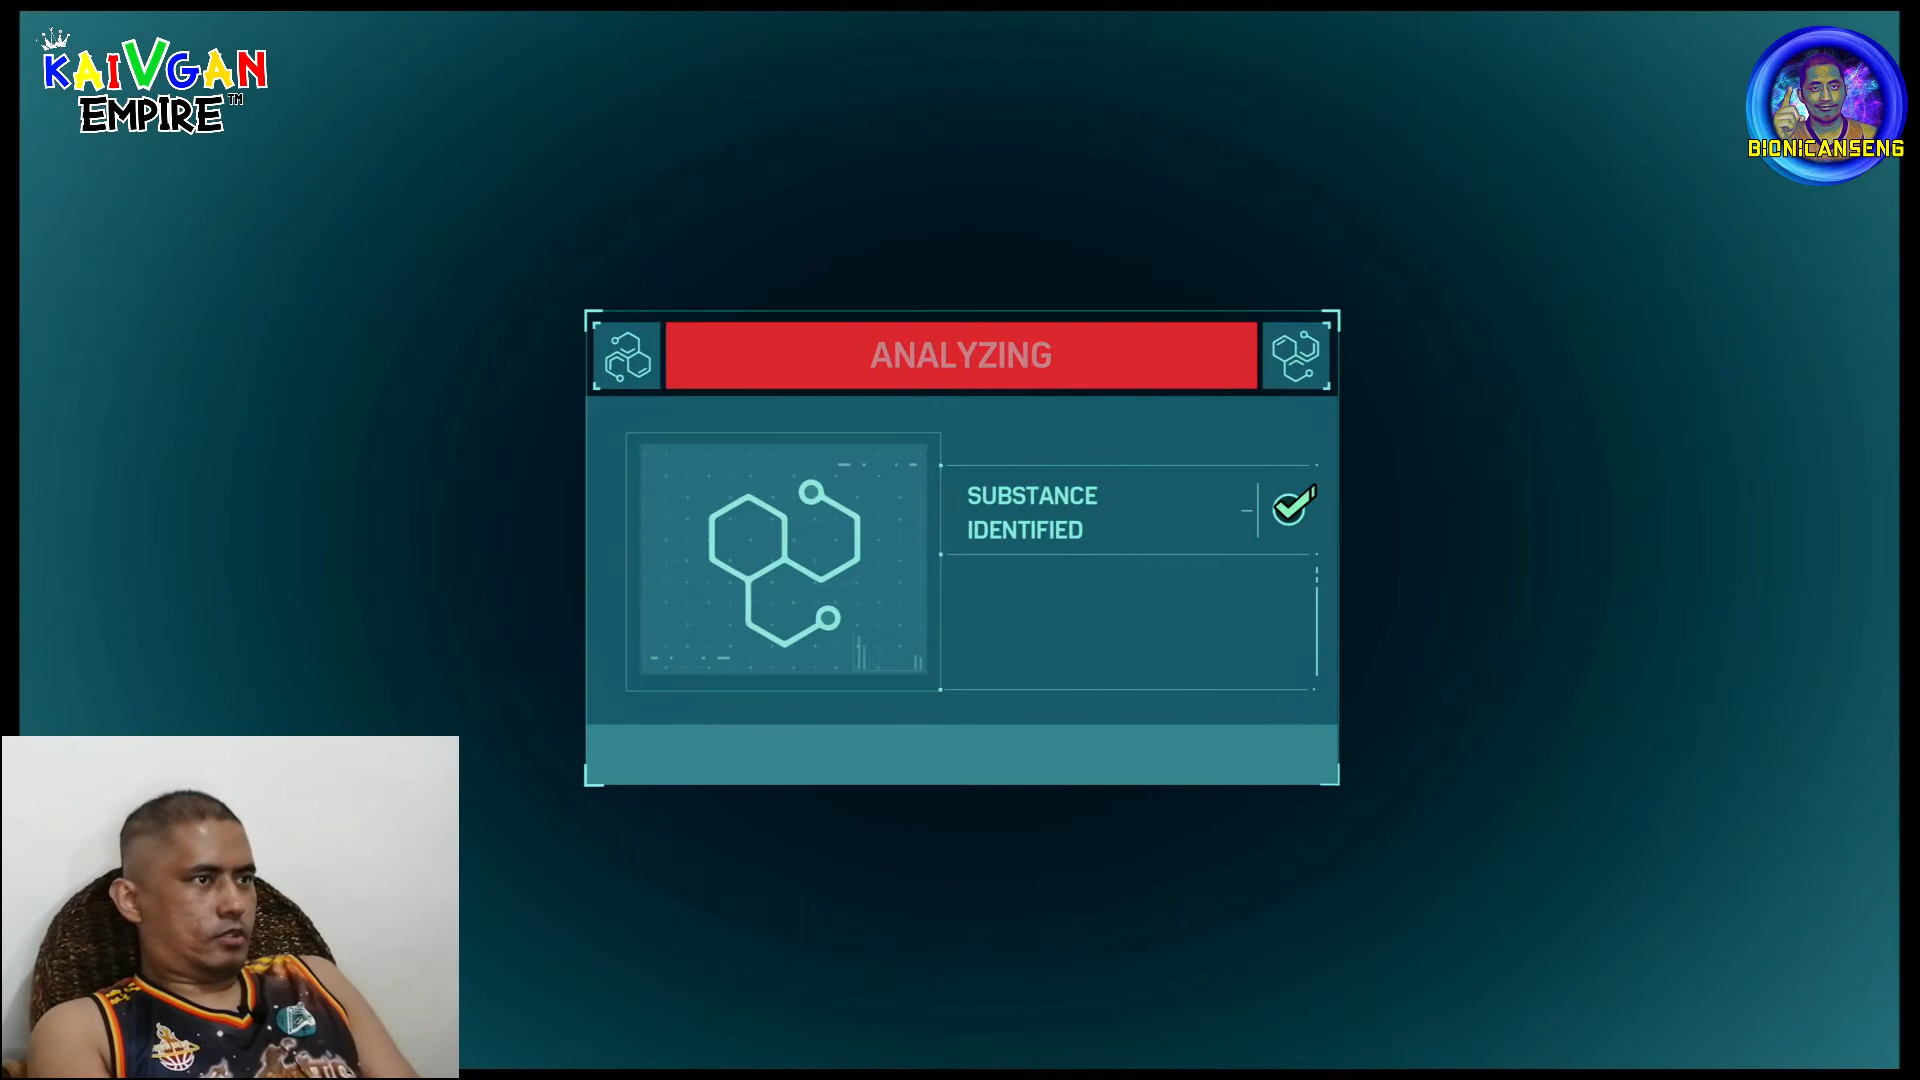 KAIVGAN
EMPIRE™
BIONICANSENG
ANALYZING
SUBSTANCE
IDENTIFIED